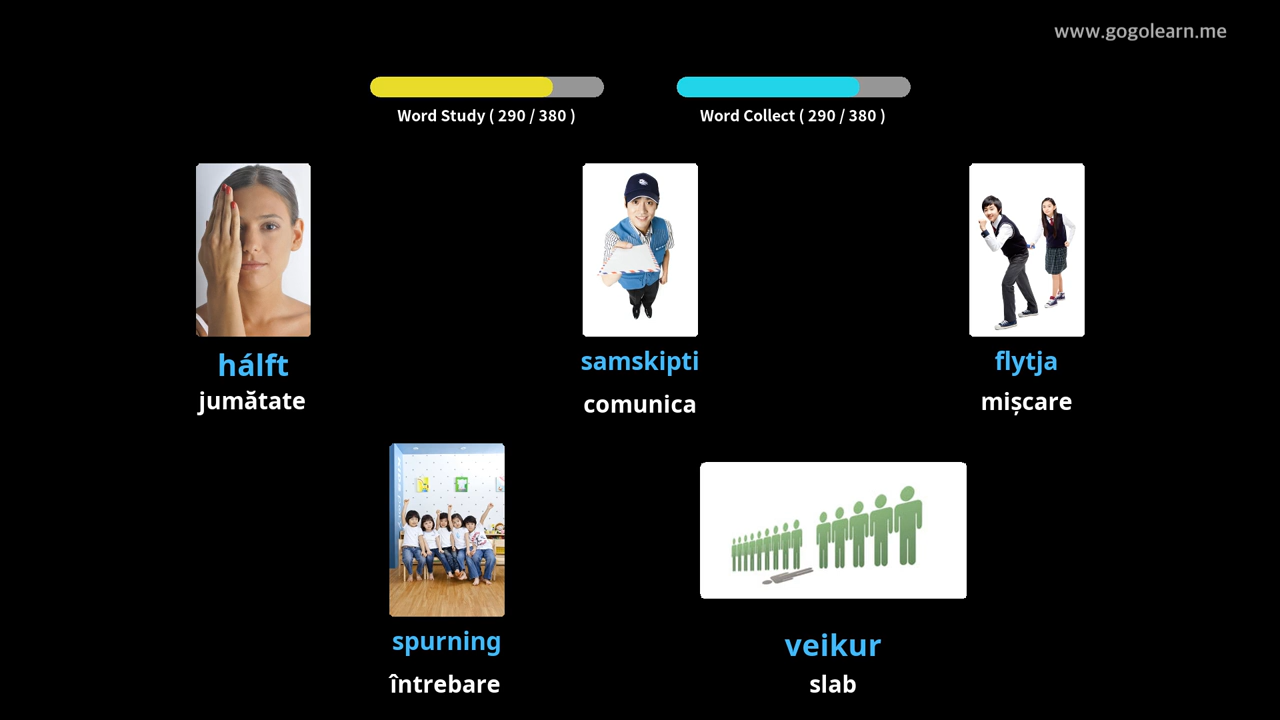 www.gogolearn.me
Word Study ( 290 / 380 )
Word Collect ( 290 / 380 )
hálft
jumătate
samskipti
comunica
flytja
mișcare
spurning
întrebare
veikur
slab